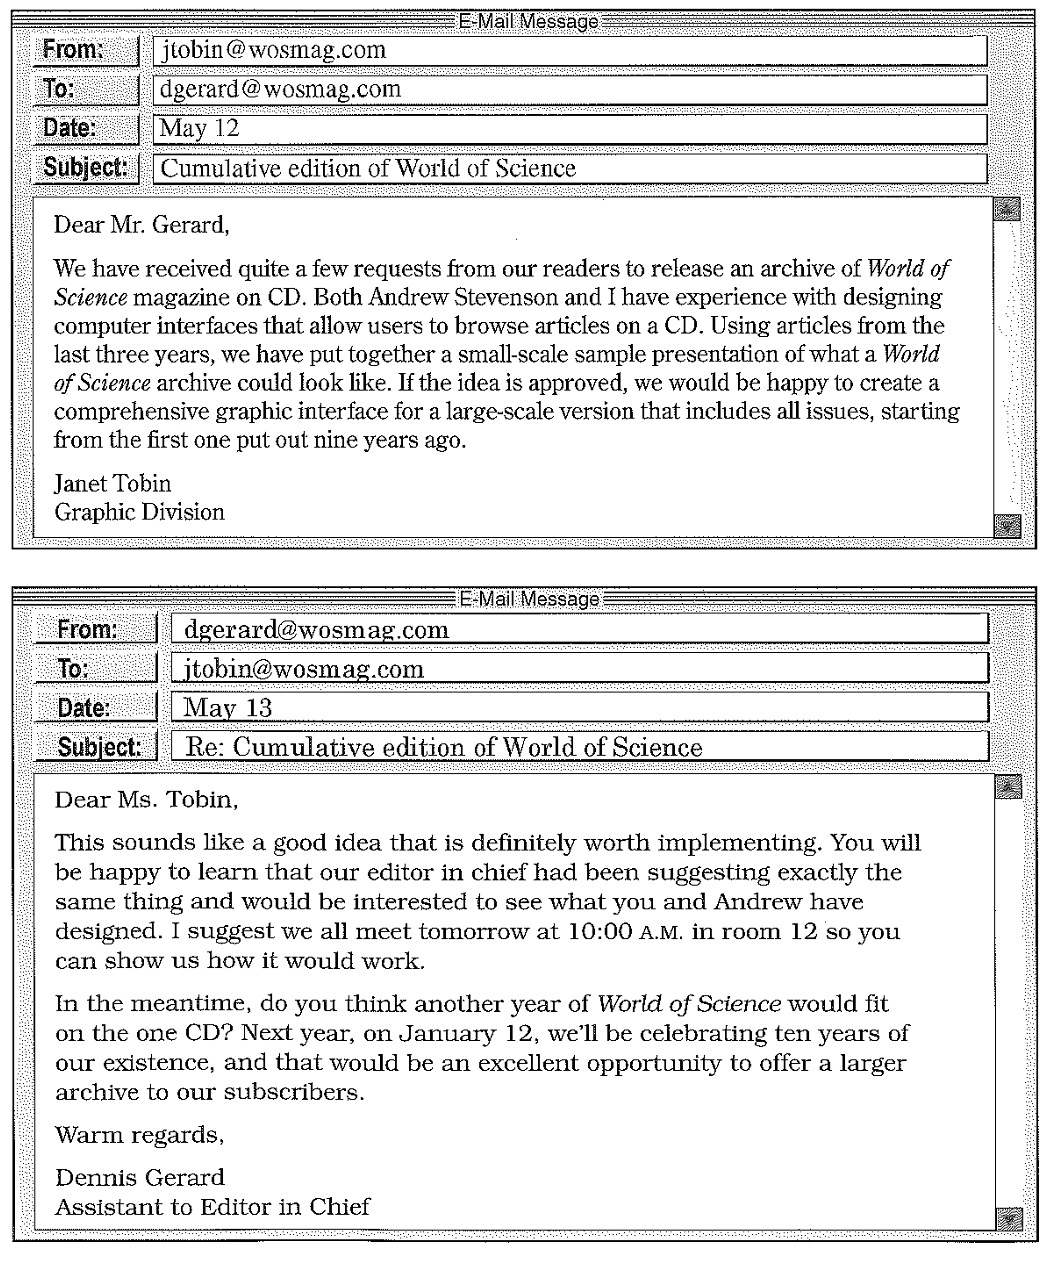 E-Mail Message
From: jtobin@wosmag.com
To: dgerard@wosmag.com
Date: May 12
Subject: Cumulative edition of World of Science
Dear Mr. Gerard,
We have received quite a few requests from our readers to release an archive of World of
Science magazine on CD. Both Andrew Stevenson and I have experience with designing
computer interfaces that allow users to browse articles on a CD. Using articles from the
last three years, we have put together a small-scale sample presentation of what a World
of Science archive could look like. If the idea is approved, we would be happy to create a
comprehensive graphic interface for a large-scale version that includes all issues, starting
from the first one put out nine years ago.
Janet Tobin
Graphic Division
E-Mail Message
From: dgerard@wosmag.com
To: jtobin@wosmag.com
Date: May 13
Subject: Re: Cumulative edition of World of Science
Dear Ms. Tobin,
This sounds like a good idea that is definitely worth implementing. You will
be happy to learn that our editor in chief had been suggesting exactly the
same thing and would be interested to see what you and Andrew have
designed. I suggest we all meet tomorrow at 10:00 A.M. in room 12 so you
can show us how it would work.
In the meantime, do you think another year of World of Science would fit
on the one CD? Next year, on January 12, we'll be celebrating ten years of
our existence, and that would be an excellent opportunity to offer a larger
archive to our subscribers.
Warm regards,
Dennis Gerard
Assistant to Editor in Chief